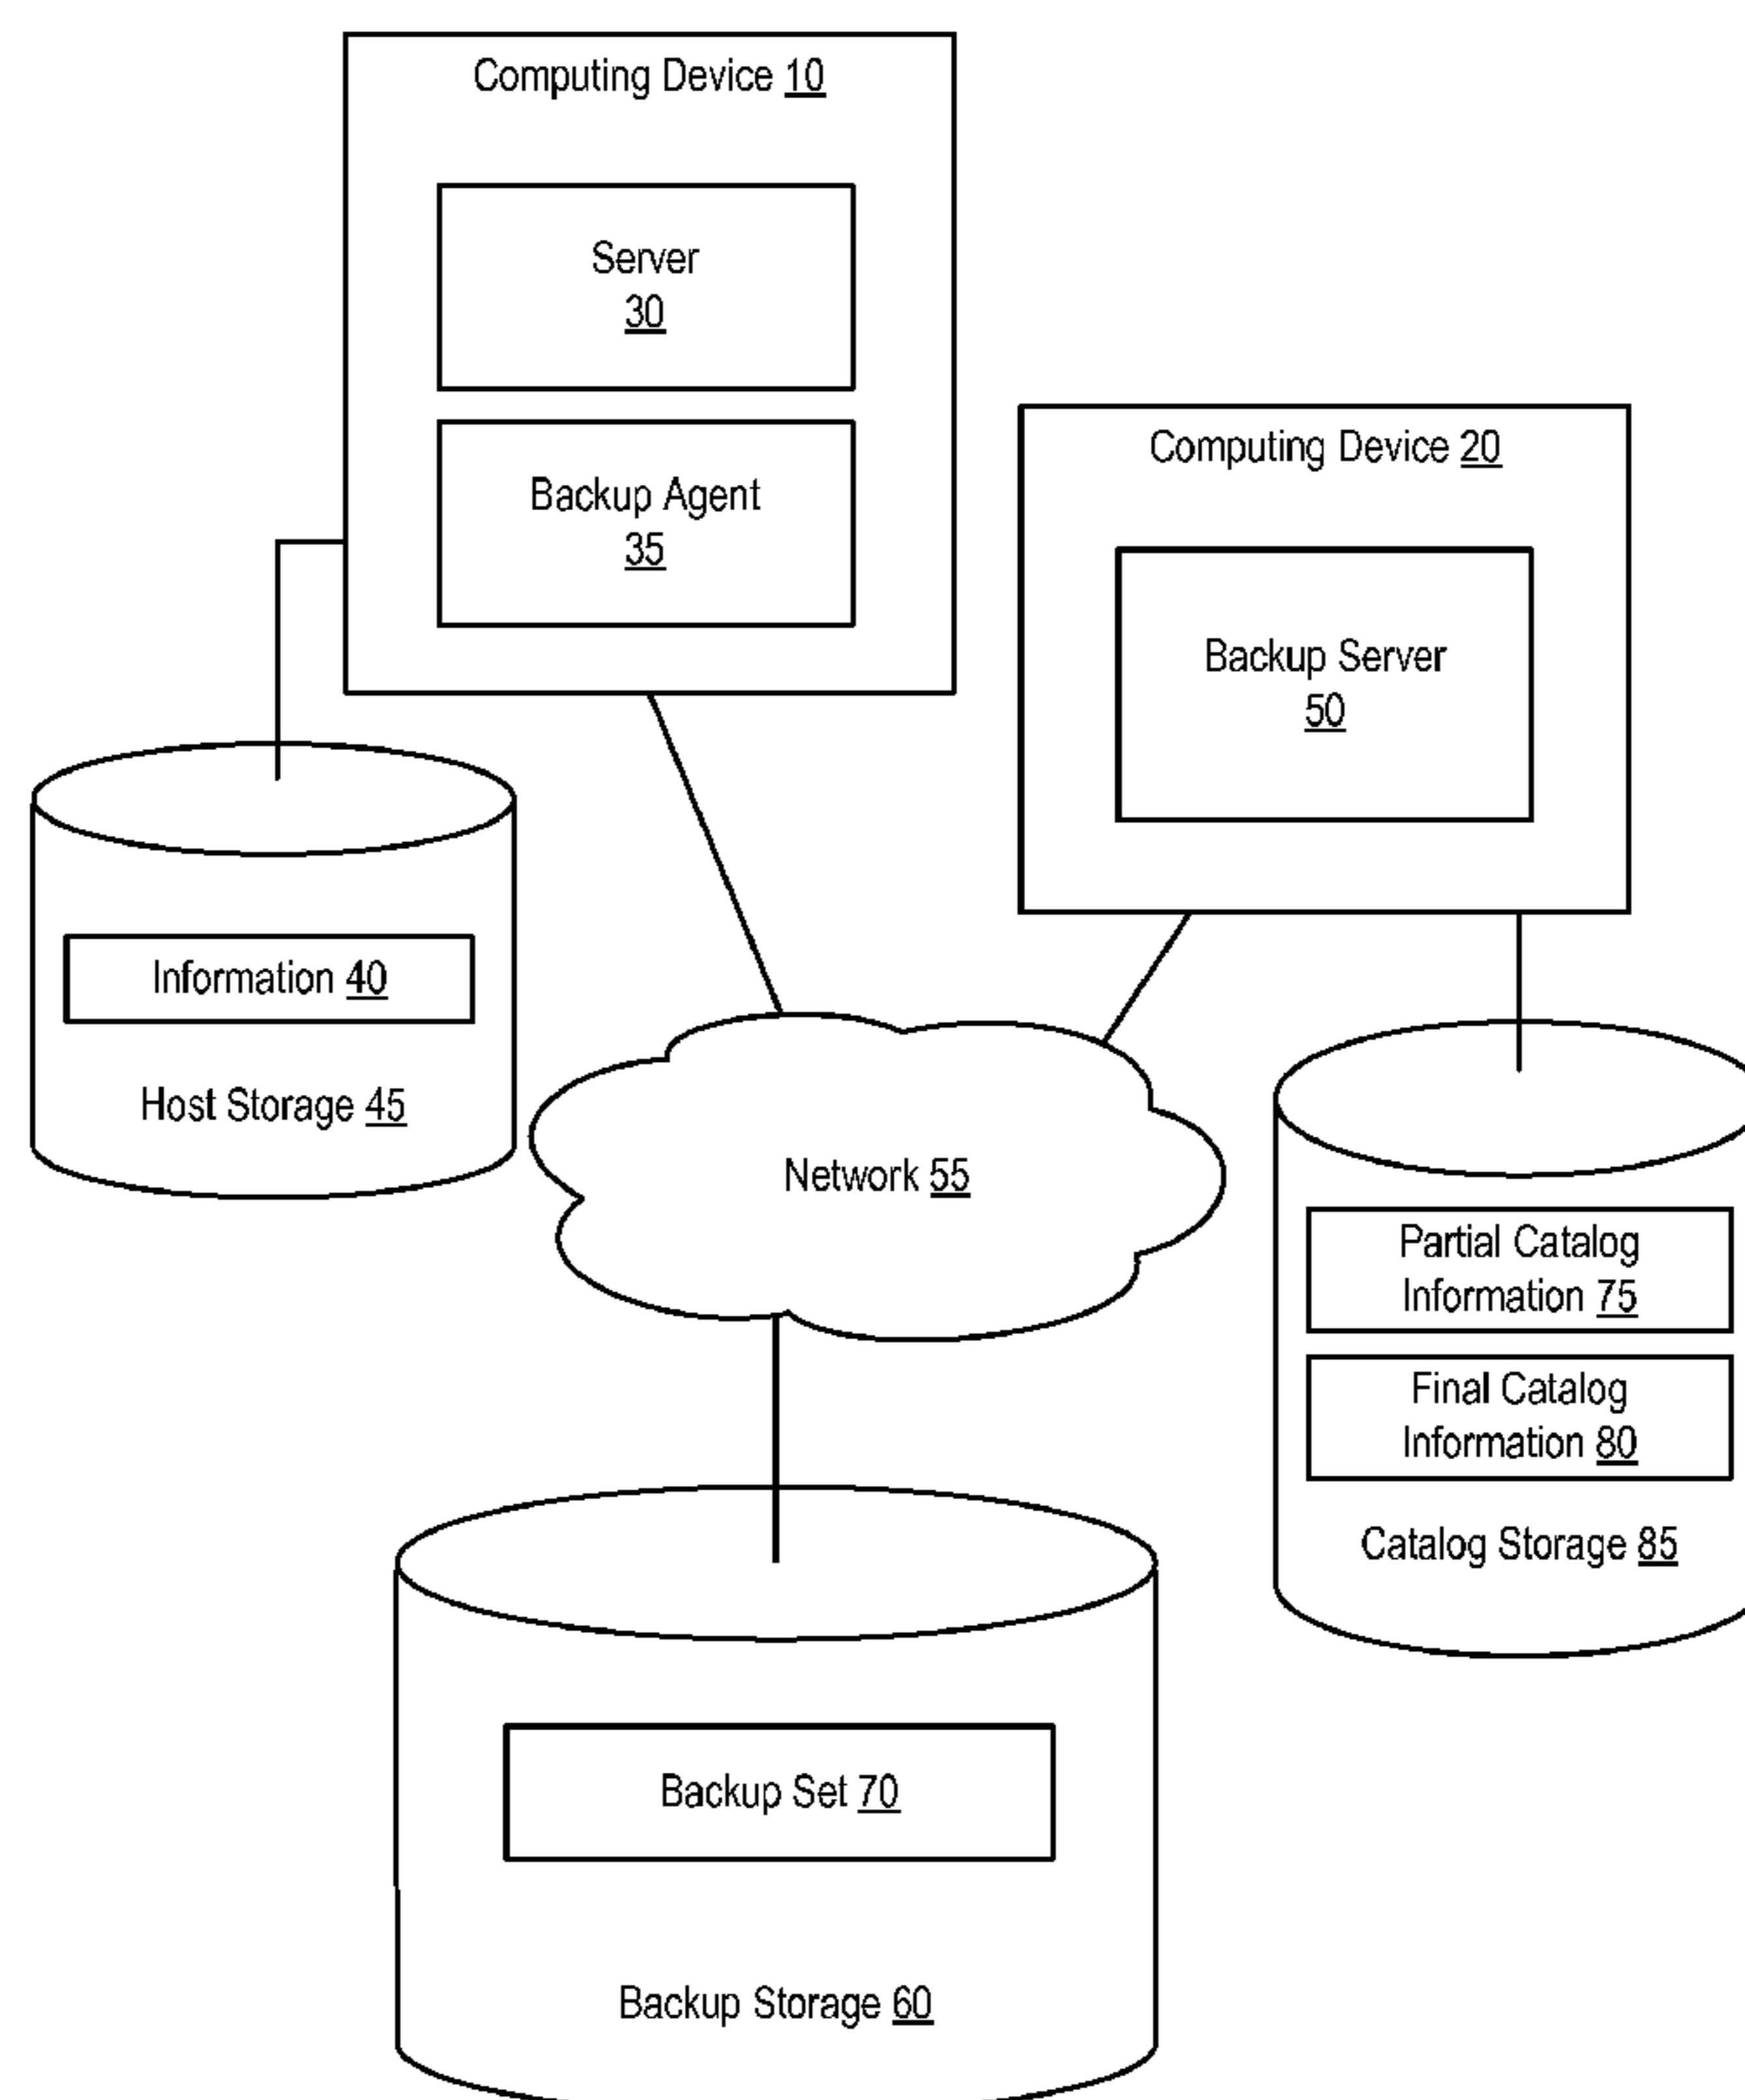 Computing Device 10
Server
30
Backup Agent
35
Computing Device 20
Backup Server
50
Information 40
Host Storage 45
Network 55
Partial Catalog
Information 75
Final Catalog
Information 80
Catalog Storage 85
Backup Set 70
Backup Storage 60